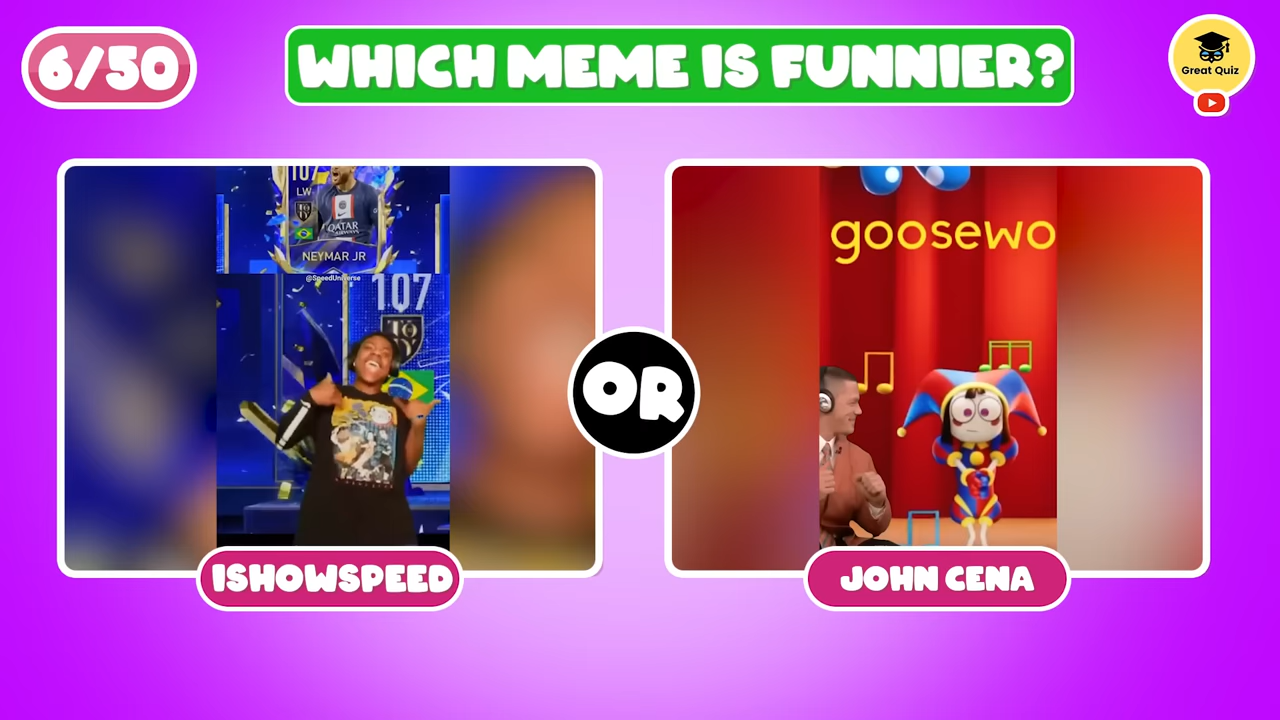 6/50
WHICH MEME IS FUNNIER?
Great Quiz
107
LW
QATAR
NEYMAR JR
@SpeedUniverse
107
goosewo
OR
ISHOWSPEED
JOHN CENA